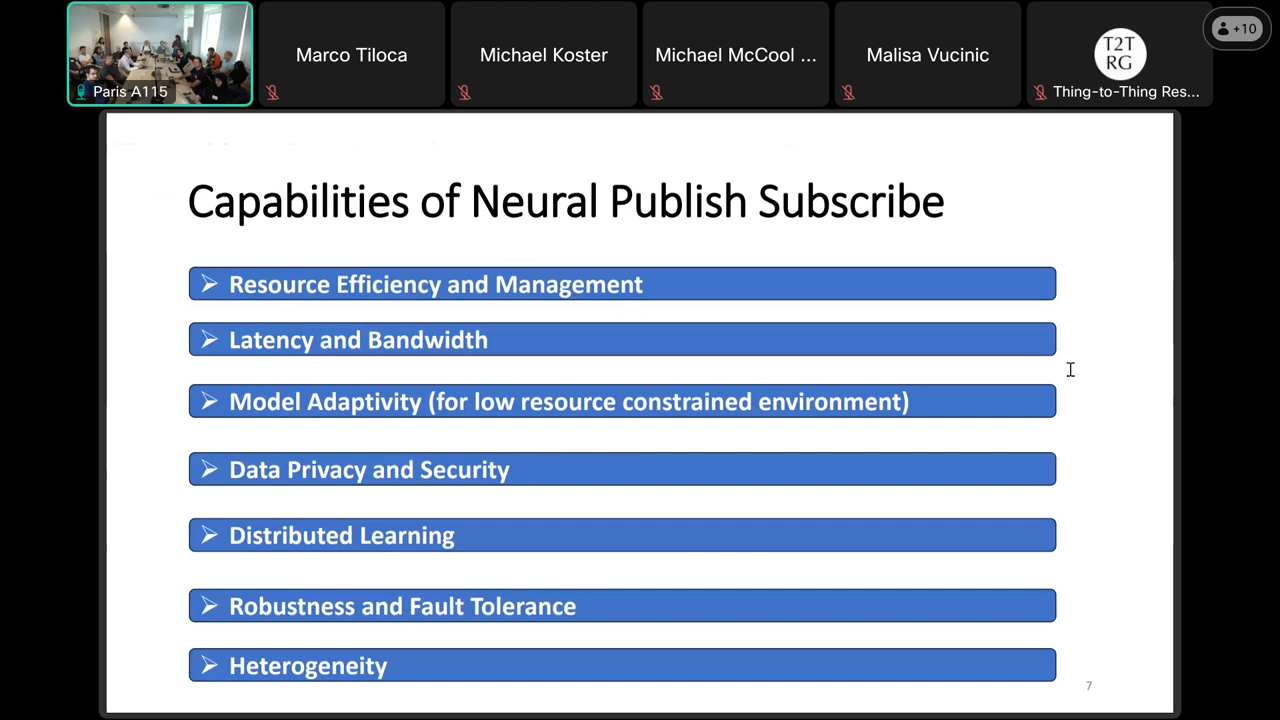 Paris A115
Marco Tiloca
Michael Koster
Michael McCool ...
Malisa Vucinic
T2T
RG
Thing-to-Thing Res...
+10
Capabilities of Neural Publish Subscribe
Resource Efficiency and Management
Latency and Bandwidth
Model Adaptivity (for low resource constrained environment)
Data Privacy and Security
Distributed Learning
Robustness and Fault Tolerance
Heterogeneity
7